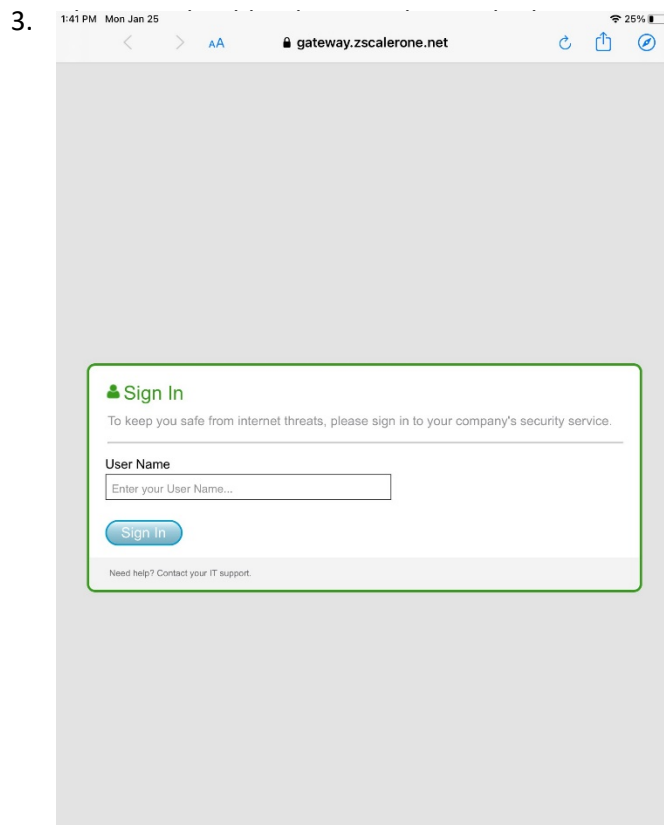 3.
1:41 PM Mon Jan 25 25%
AA gateway.zscalerone.net
Sign In
To keep you safe from internet threats, please sign in to your company's security service.
User Name
Enter your User Name...
Sign In
Need help? Contact your IT support.